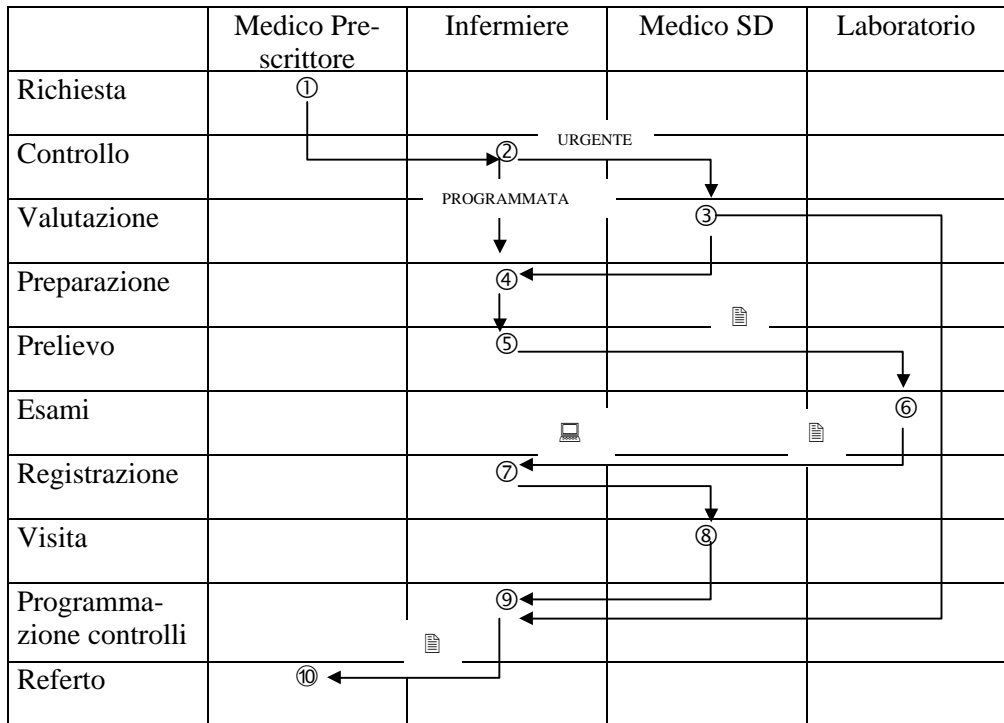 Medico Pre-
scrittore
Infermiere
Medico SD
Laboratorio
Richiesta
①
Controllo
②
URGENTE
Valutazione
PROGRAMMATA
③
Preparazione
④
Prelievo
⑤
Esami
⑥
Registrazione
⑦
Visita
⑧
Programma-
zione controlli
⑨
Referto
⑩